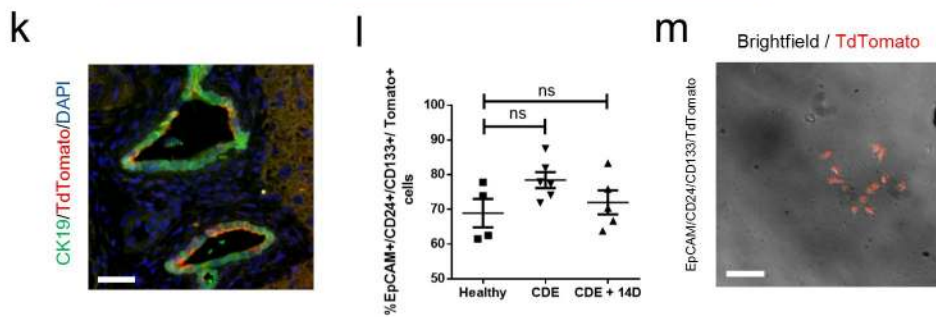 k
CK19/TdTomato/DAPI
l
%EpCAM+/CD24+/CD133+/ Tomato+
cells
100
90
80
70
60
50
ns
ns
Healthy
CDE
CDE + 14D
m
Brightfield / TdTomato
EpCAM/CD24/CD133/TdTomato